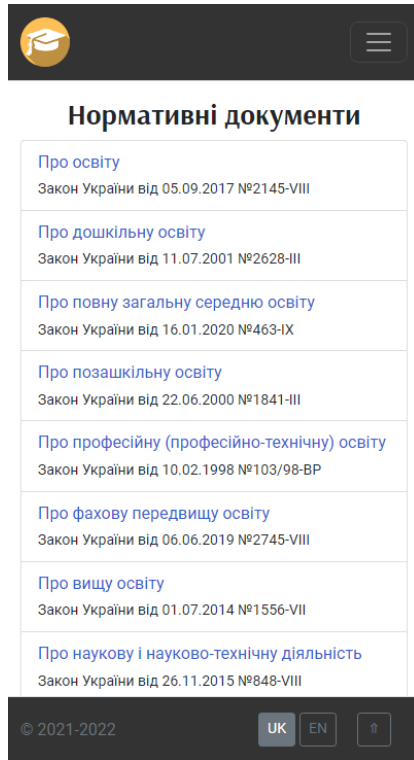 Нормативні документи
Про освіту
Закон України від 05.09.2017 №2145-VIII
Про дошкільну освіту
Закон України від 11.07.2001 №2628-III
Про повну загальну середню освіту
Закон України від 16.01.2020 №463-IX
Про позашкільну освіту
Закон України від 22.06.2000 №1841-III
Про професійну (професійно-технічну) освіту
Закон України від 10.02.1998 №103/98-ВР
Про фахову передвищу освіту
Закон України від 06.06.2019 №2745-VIII
Про вищу освіту
Закон України від 01.07.2014 №1556-VII
Про наукову і науково-технічну діяльність
Закон України від 26.11.2015 №848-VIII
© 2021-2022 UK EN ⇑